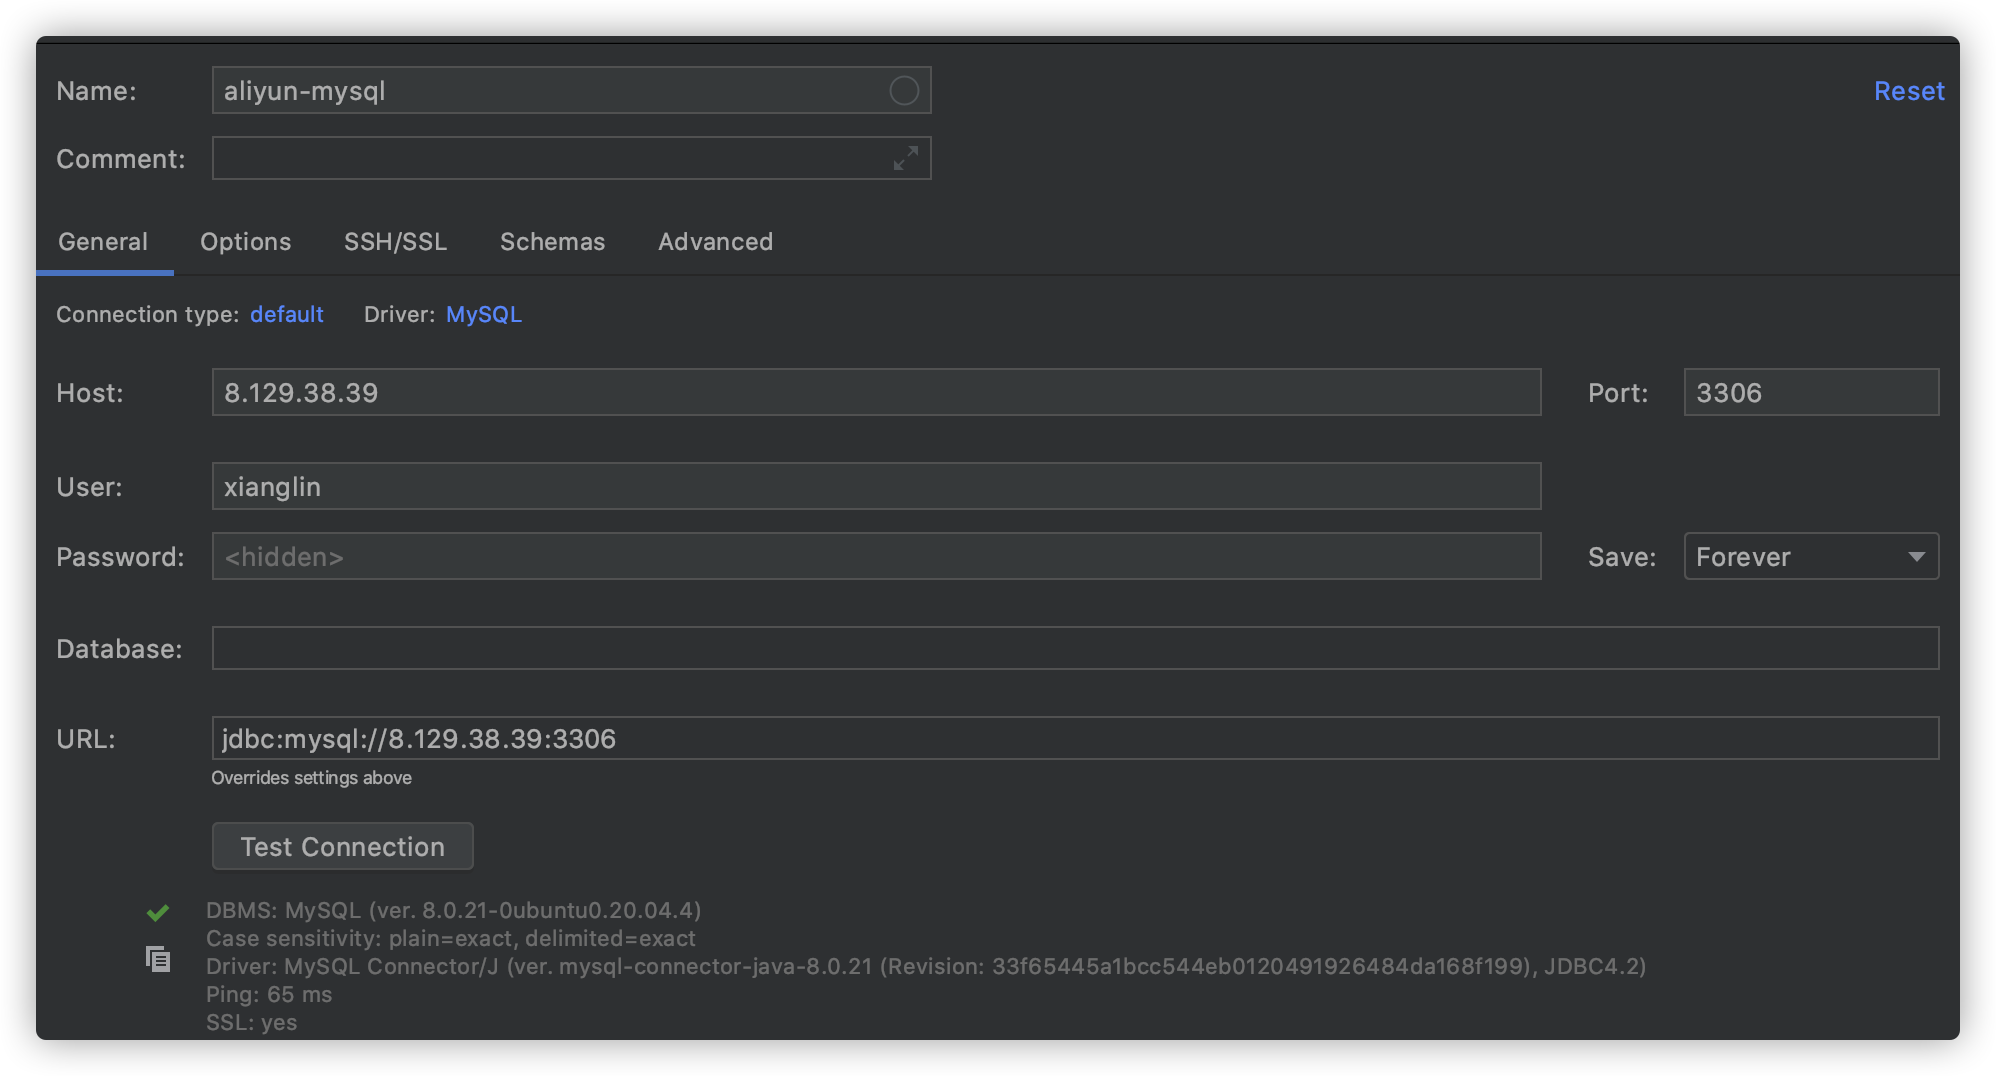 Name: aliyun-mysql Reset
Comment:
General Options SSH/SSL Schemas Advanced
Connection type: default Driver: MySQL
Host: 8.129.38.39 Port: 3306
User: xianglin
Password: <hidden> Save: Forever
Database:
URL: jdbc:mysql://8.129.38.39:3306
Overrides settings above
Test Connection
DBMS: MySQL (ver. 8.0.21-0ubuntu0.20.04.4)
Case sensitivity: plain=exact, delimited=exact
Driver: MySQL Connector/J (ver. mysql-connector-java-8.0.21 (Revision: 33f65445a1bcc544eb0120491926484da168f199), JDBC4.2)
Ping: 65 ms
SSL: yes